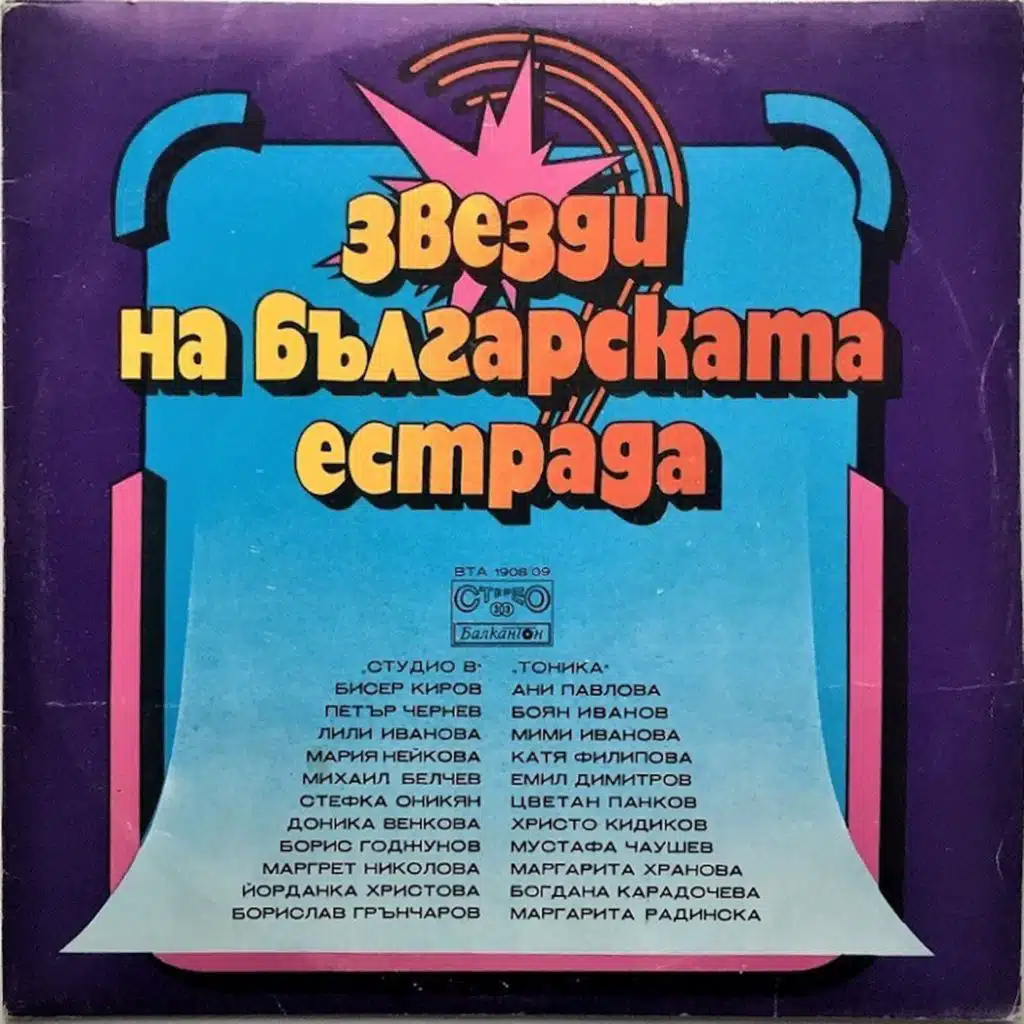 звезди
на българската
естрада
ВТА 1908/09
СТЕРЕО
33
Балкантон
„СТУДИО В“ „ТОНИКА“
БИСЕР КИРОВ АНИ ПАВЛОВА
ПЕТЪР ЧЕРНЕВ БОЯН ИВАНОВ
ЛИЛИ ИВАНОВА МИМИ ИВАНОВА
МАРИЯ НЕЙКОВА КАТЯ ФИЛИПОВА
МИХАИЛ БЕЛЧЕВ ЕМИЛ ДИМИТРОВ
СТЕФКА ОНИКЯН ЦВЕТАН ПАНКОВ
ДОНИКА ВЕНКОВА ХРИСТО КИДИКОВ
БОРИС ГОДЖУНОВ МУСТАФА ЧАУШЕВ
МАРГРЕТ НИКОЛОВА МАРГАРИТА ХРАНОВА
ЙОРДАНКА ХРИСТОВА БОГДАНА КАРАДОЧЕВА
БОРИСЛАВ ГРЪНЧАРОВ МАРГАРИТА РАДИНСКА